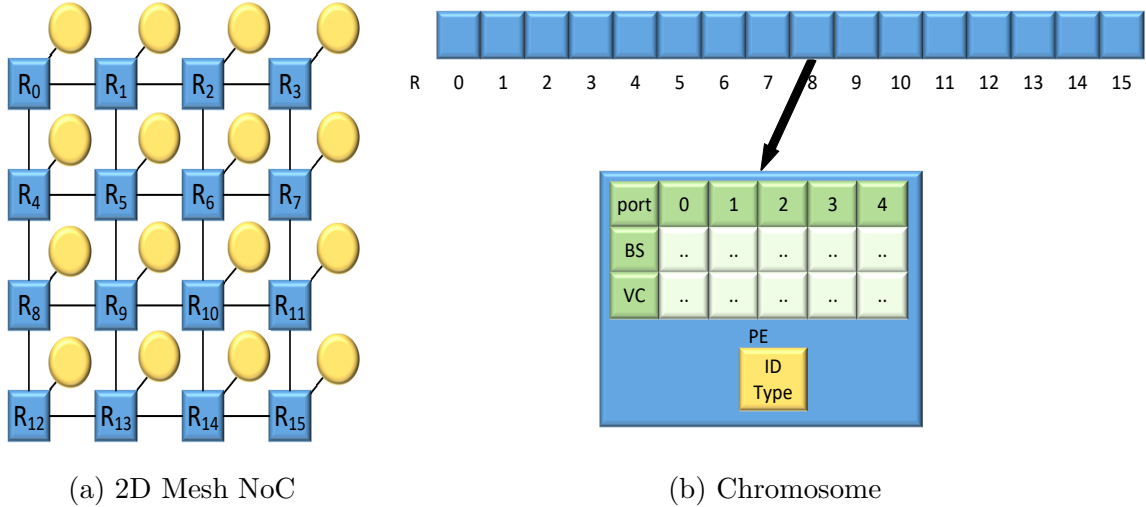 R0 R1 R2 R3
R4 R5 R6 R7
R8 R9 R10 R11
R12 R13 R14 R15
(a) 2D Mesh NoC
R 0 1 2 3 4 5 6 7 8 9 10 11 12 13 14 15
port 0 1 2 3 4
BS .. .. .. .. ..
VC .. .. .. .. ..
PE
ID
Type
(b) Chromosome